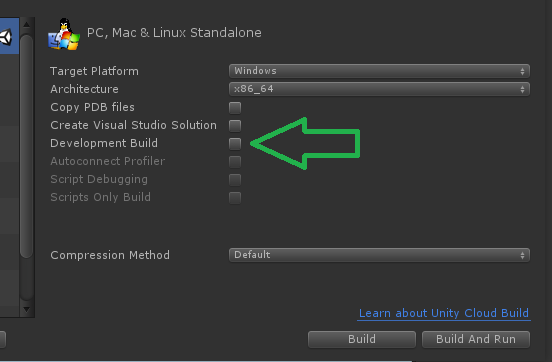 PC, Mac & Linux Standalone
Target Platform Windows
Architecture x86_64
Copy PDB files
Create Visual Studio Solution
Development Build
Autoconnect Profiler
Script Debugging
Scripts Only Build
Compression Method Default
Learn about Unity Cloud Build
Build Build And Run